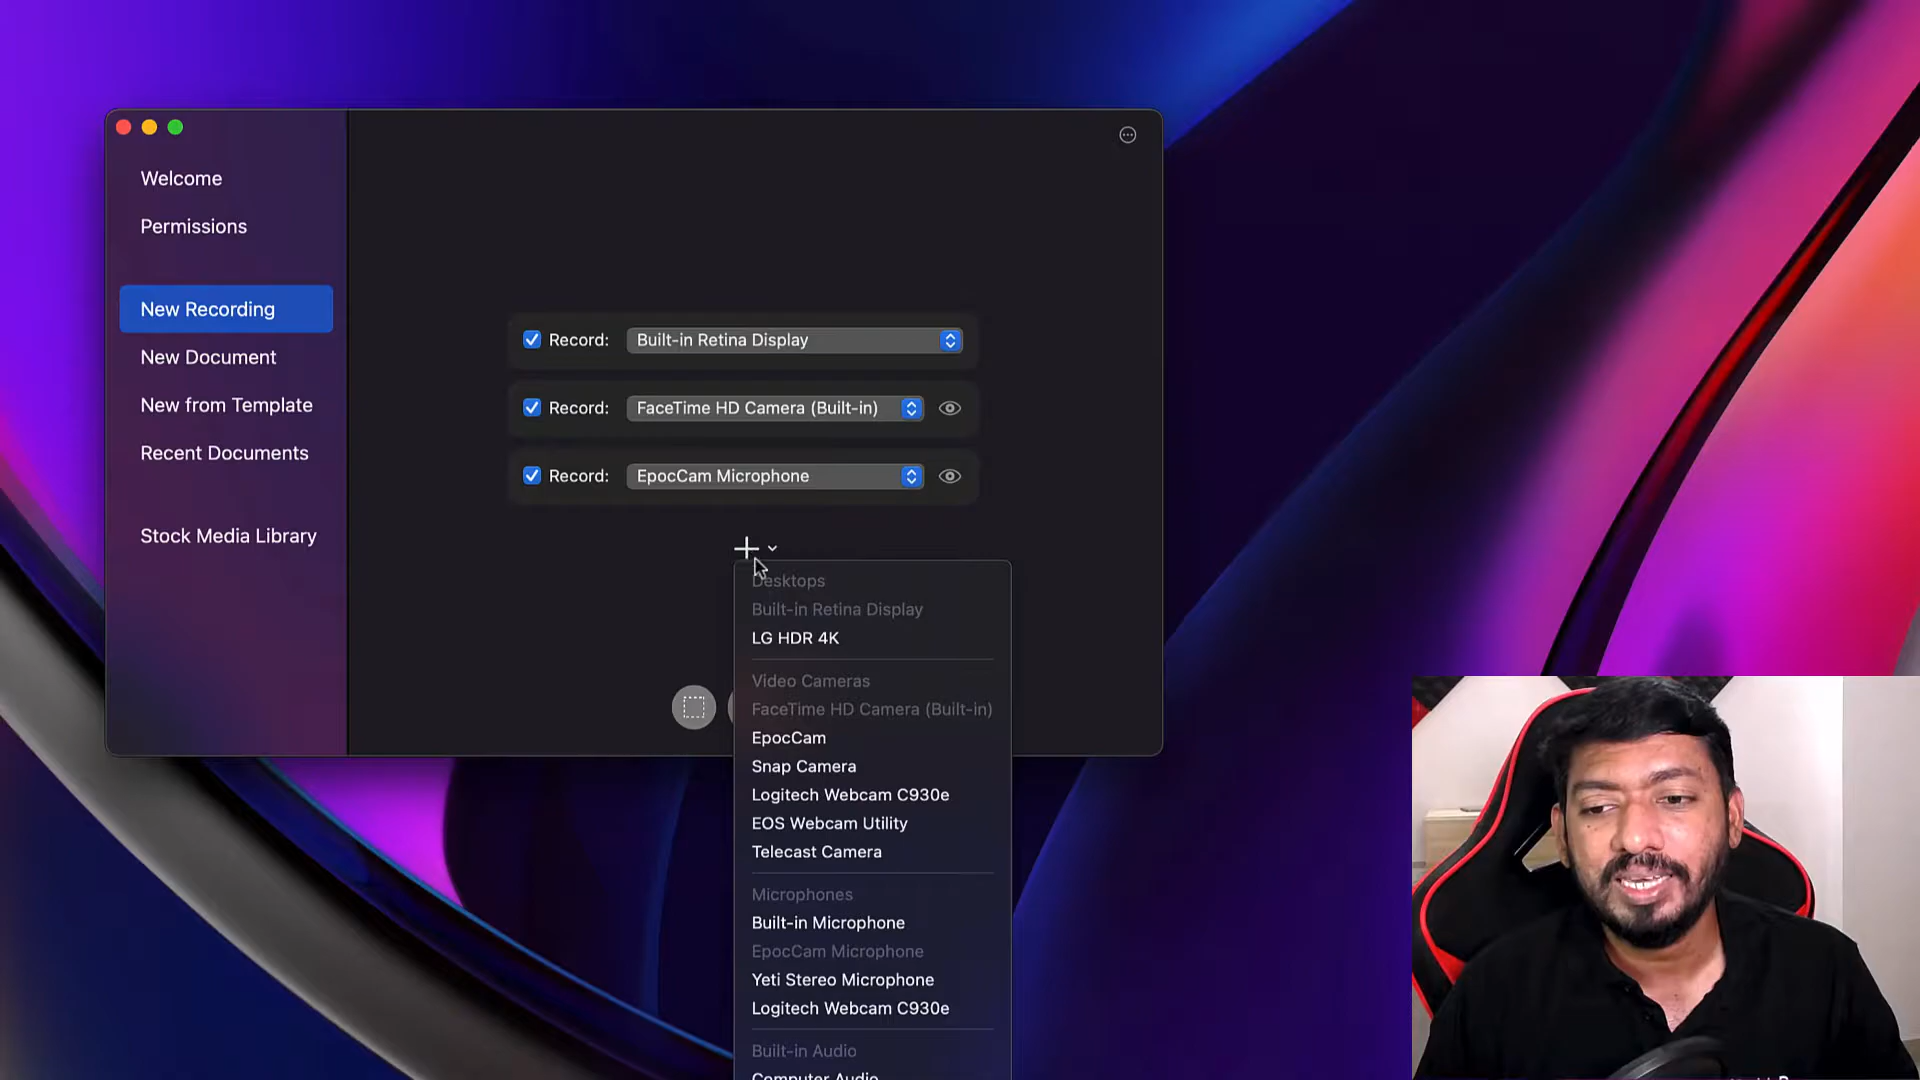 Welcome
Permissions
New Recording
New Document
New from Template
Recent Documents
Stock Media Library
Record: Built-in Retina Display
Record: FaceTime HD Camera (Built-in)
Record: EpocCam Microphone
Desktops
Built-in Retina Display
LG HDR 4K
Video Cameras
FaceTime HD Camera (Built-in)
EpocCam
Snap Camera
Logitech Webcam C930e
EOS Webcam Utility
Telecast Camera
Microphones
Built-in Microphone
EpocCam Microphone
Yeti Stereo Microphone
Logitech Webcam C930e
Built-in Audio
Computer Audio